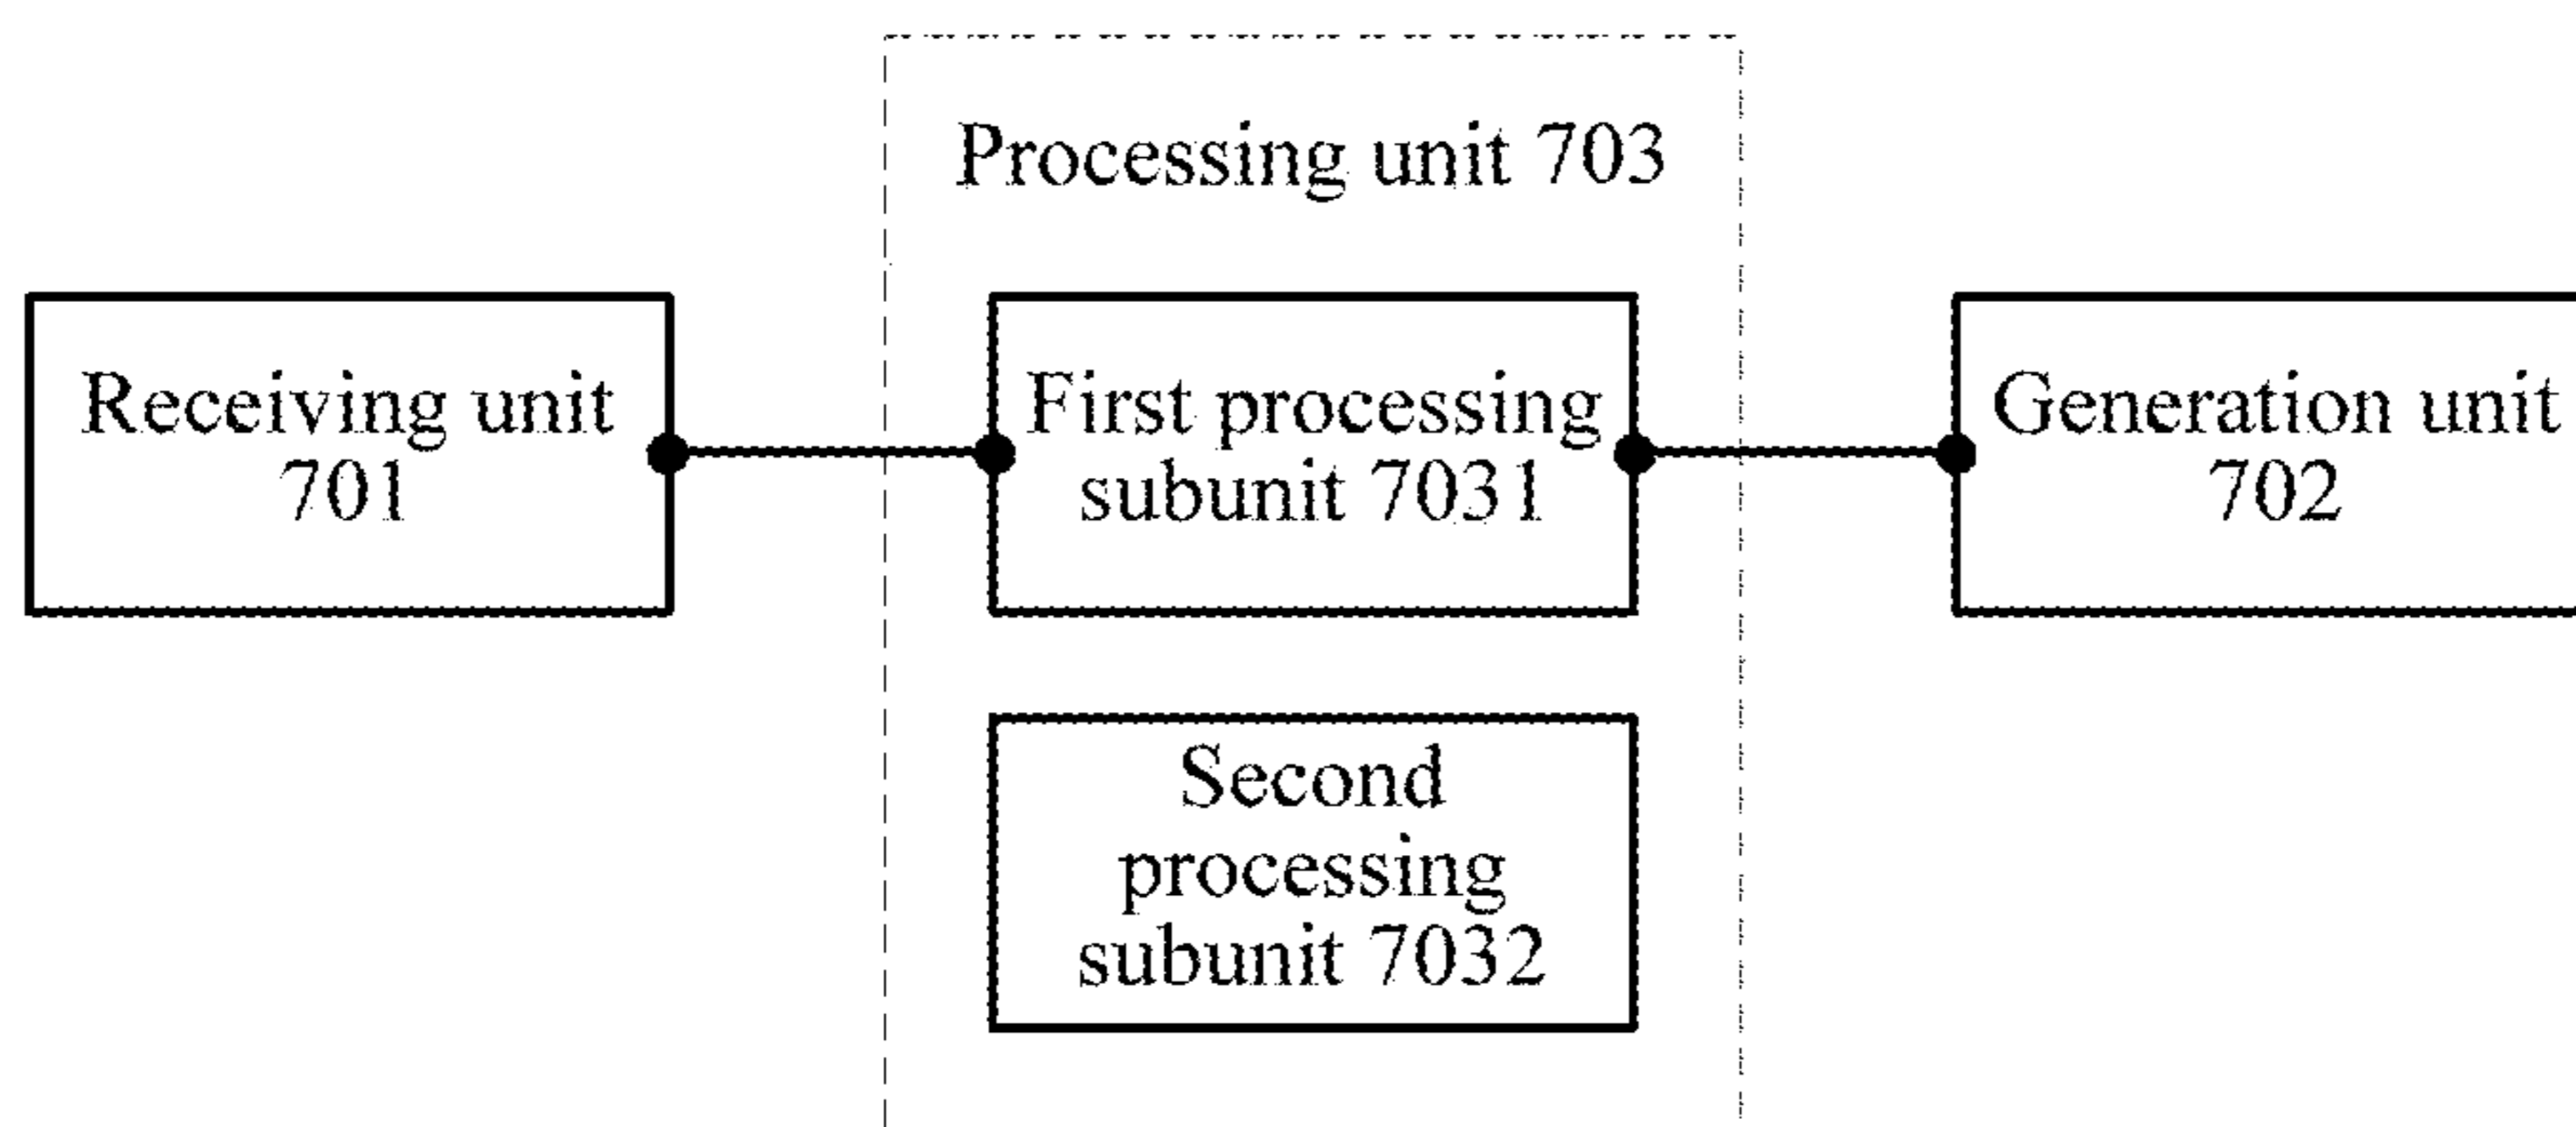 Processing unit 703
Receiving unit
701
First processing
subunit 7031
Generation unit
702
Second
processing
subunit 7032